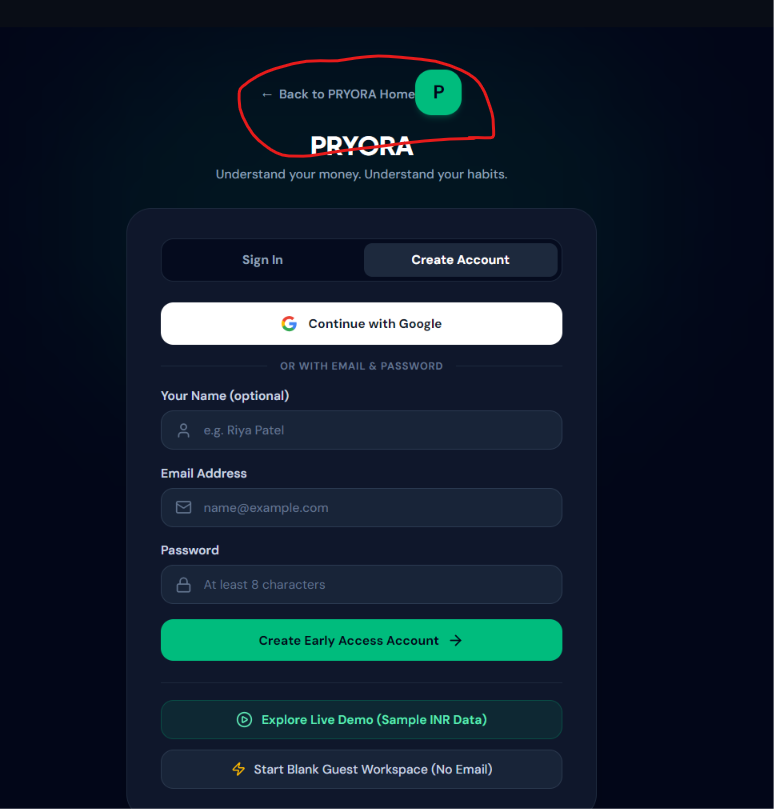 ← Back to PRYORA Home P
PRYORA
Understand your money. Understand your habits.
Sign In Create Account
Continue with Google
OR WITH EMAIL & PASSWORD
Your Name (optional)
e.g. Riya Patel
Email Address
name@example.com
Password
At least 8 characters
Create Early Access Account →
Explore Live Demo (Sample INR Data)
Start Blank Guest Workspace (No Email)